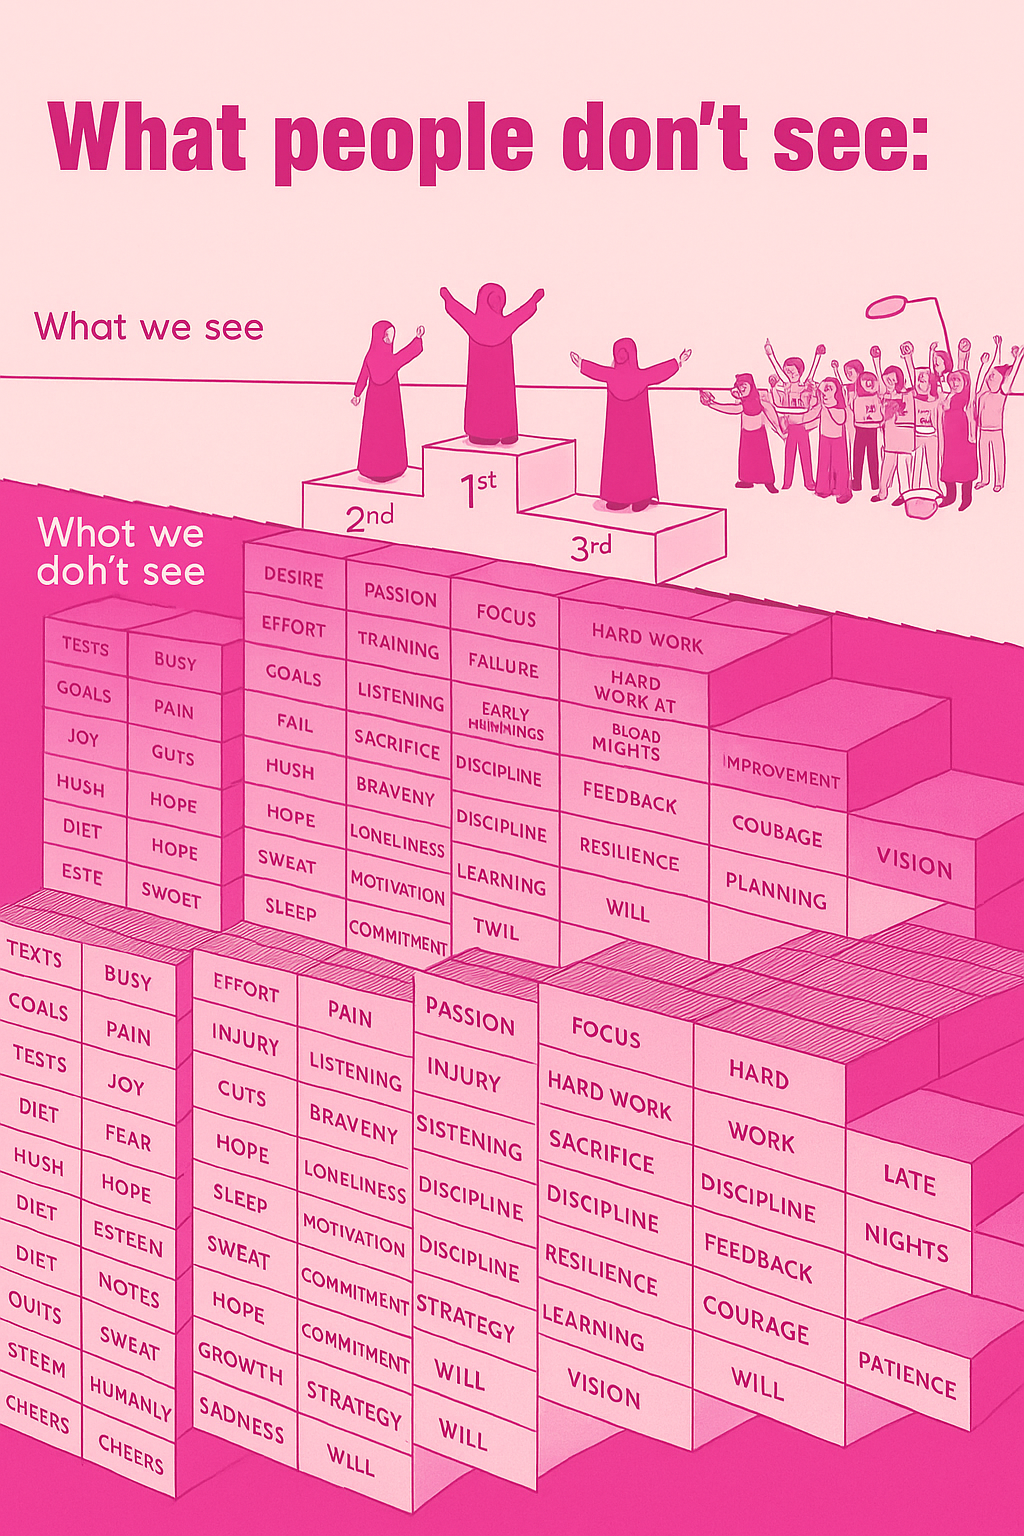 What people don't see:
What we see
1st
2nd
3rd
Whot we
doh't see
TESTS
BUSY
GOALS
PAIN
JOY
GUTS
HUSH
HOPE
DIET
HOPE
ESTE
SWOET
DESIRE
PASSION
FOCUS
HARD WORK
EFFORT
TRAINING
FALLURE
HARD
WORK AT
GOALS
LISTENING
EARLY
BLOAD
MIGHTS
IMPROVEMENT
FAIL
SACRIFICE
DISCIPLINE
FEEDBACK
COUBAGE
VISION
HUSH
BRAVENY
DISCIPLINE
RESILIENCE
PLANNING
HOPE
LONELINESS
LEARNING
WILL
SWEAT
MOTIVATION
TWIL
SLEEP
COMMITMENT
TEXTS
BUSY
COALS
PAIN
TESTS
JOY
DIET
FEAR
HUSH
HOPE
DIET
ESTEEN
DIET
NOTES
OUITS
SWEAT
STEEM
HUMANLY
CHEERS
CHEERS
EFFORT
PAIN
PASSION
FOCUS
HARD
INJURY
LISTENING
INJURY
HARD WORK
WORK
LATE
CUTS
BRAVENY
SISTENING
SACRIFICE
DISCIPLINE
NIGHTS
HOPE
LONELINESS
DISCIPLINE
DISCIPLINE
FEEDBACK
SLEEP
MOTIVATION
DISCIPLINE
RESILIENCE
COURAGE
PATIENCE
SWEAT
COMMITMENT
STRATEGY
LEARNING
WILL
HOPE
COMMITMENT
WILL
VISION
GROWTH
STRATEGY
WILL
SADNESS
WLLL